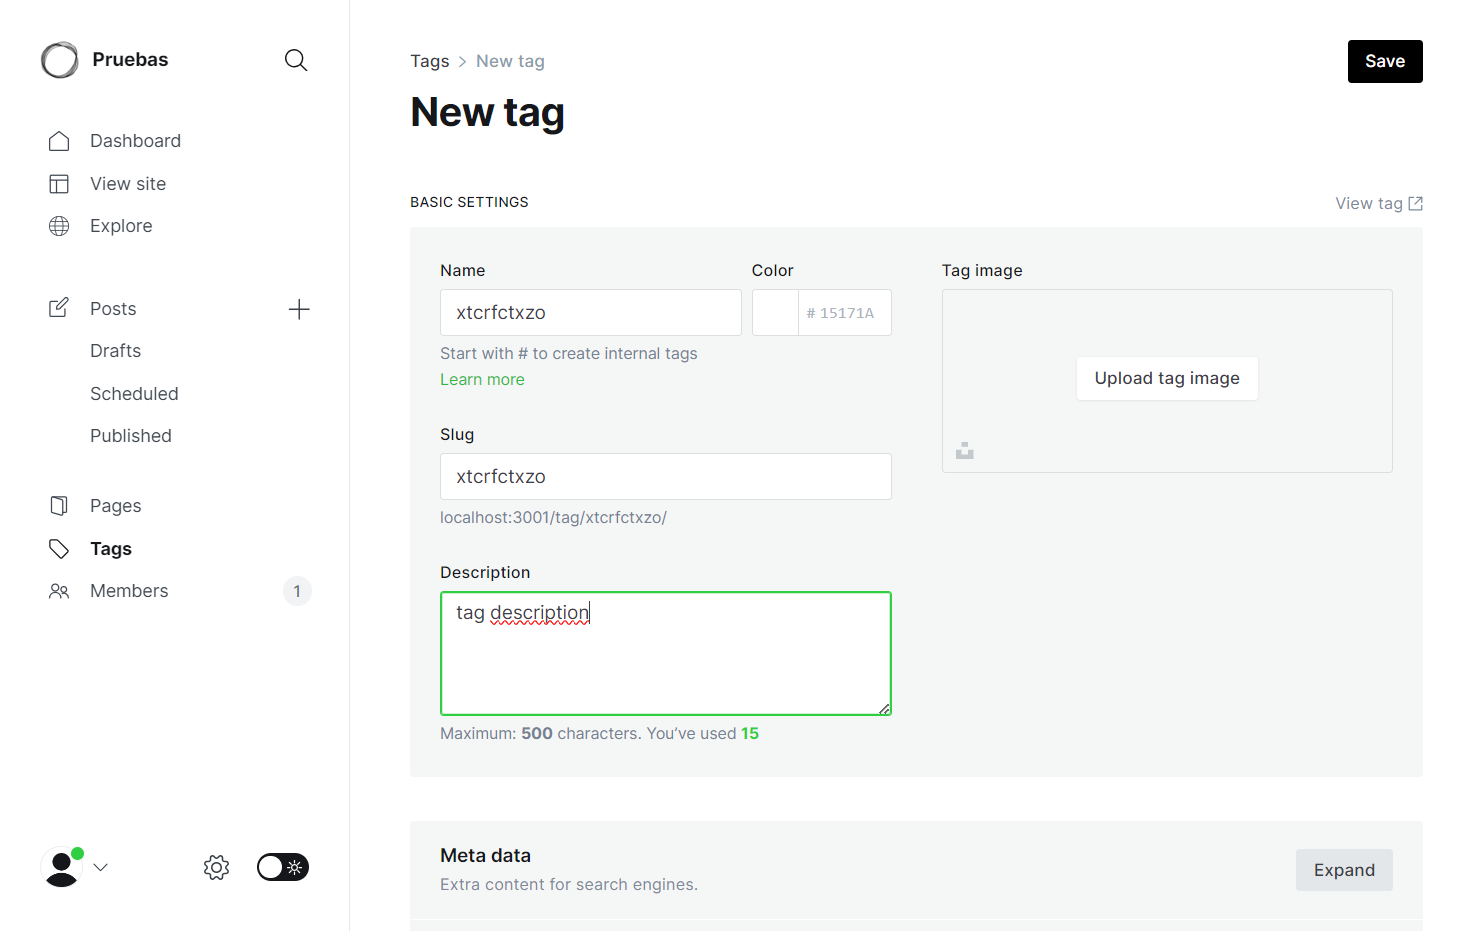 Pruebas
Dashboard
View site
Explore
Posts
Drafts
Scheduled
Published
Pages
Tags
Members 1
Tags > New tag
Save
New tag
BASIC SETTINGS
View tag
Name
xtcrfctxzo
Start with # to create internal tags
Learn more
Color
# 15171A
Slug
xtcrfctxzo
localhost:3001/tag/xtcrfctxzo/
Description
tag description
Maximum: 500 characters. You’ve used 15
Tag image
Upload tag image
Meta data
Extra content for search engines.
Expand